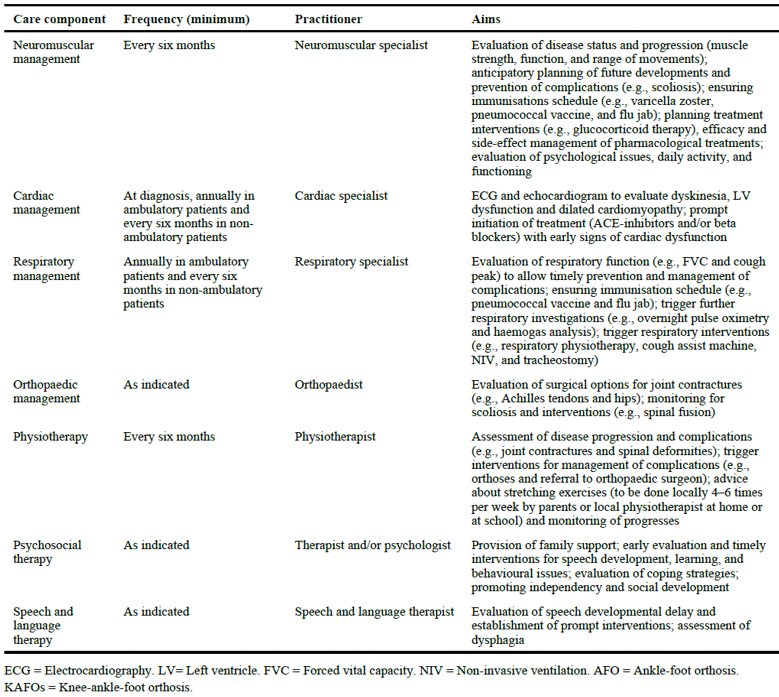 Care component Frequency (minimum) Practitioner Aims
Neuromuscular management Every six months Neuromuscular specialist Evaluation of disease status and progression (muscle
strength, function, and range of movements);
anticipatory planning of future developments and
prevention of complications (e.g., scoliosis); ensuring
immunisations schedule (e.g., varicella zoster,
pneumococcal vaccine, and flu jab); planning treatment
interventions (e.g., glucocorticoid therapy), efficacy and
side-effect management of pharmacological treatments;
evaluation of psychological issues, daily activity, and
functioning
Cardiac management At diagnosis, annually in ambulatory patients and every six months in non-ambulatory patients Cardiac specialist ECG and echocardiogram to evaluate dyskinesia, LV
dysfunction and dilated cardiomyopathy; prompt
initiation of treatment (ACE-inhibitors and/or beta
blockers) with early signs of cardiac dysfunction
Respiratory management Annually in ambulatory patients and every six months in non-ambulatory patients Respiratory specialist Evaluation of respiratory function (e.g., FVC and cough
peak) to allow timely prevention and management of
complications; ensuring immunisation schedule (e.g.,
pneumococcal vaccine and flu jab); trigger further
respiratory investigations (e.g., overnight pulse oximetry
and haemogas analysis); trigger respiratory interventions
(e.g., respiratory physiotherapy, cough assist machine,
NIV, and tracheostomy)
Orthopaedic management As indicated Orthopaedist Evaluation of surgical options for joint contractures
(e.g., Achilles tendons and hips); monitoring for
scoliosis and interventions (e.g., spinal fusion)
Physiotherapy Every six months Physiotherapist Assessment of disease progression and complications
(e.g., joint contractures and spinal deformities); trigger
interventions for management of complications (e.g.,
orthoses and referral to orthopaedic surgeon); advice
about stretching exercises (to be done locally 4–6 times
per week by parents or local physiotherapist at home or
at school) and monitoring of progresses
Psychosocial therapy As indicated Therapist and/or psychologist Provision of family support; early evaluation and timely
interventions for speech development, learning, and
behavioural issues; evaluation of coping strategies;
promoting independency and social development
Speech and language therapy As indicated Speech and language therapist Evaluation of speech developmental delay and
establishment of prompt interventions; assessment of
dysphagia
ECG = Electrocardiography. LV= Left ventricle. FVC = Forced vital capacity. NIV = Non-invasive ventilation. AFO = Ankle-foot orthosis.
KAFOs = Knee-ankle-foot orthosis.